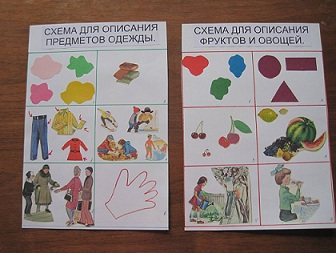 СХЕМА ДЛЯ ОПИСАНИЯ
ПРЕДМЕТОВ ОДЕЖДЫ.
СХЕМА ДЛЯ ОПИСАНИЯ
ФРУКТОВ И ОВОЩЕЙ.